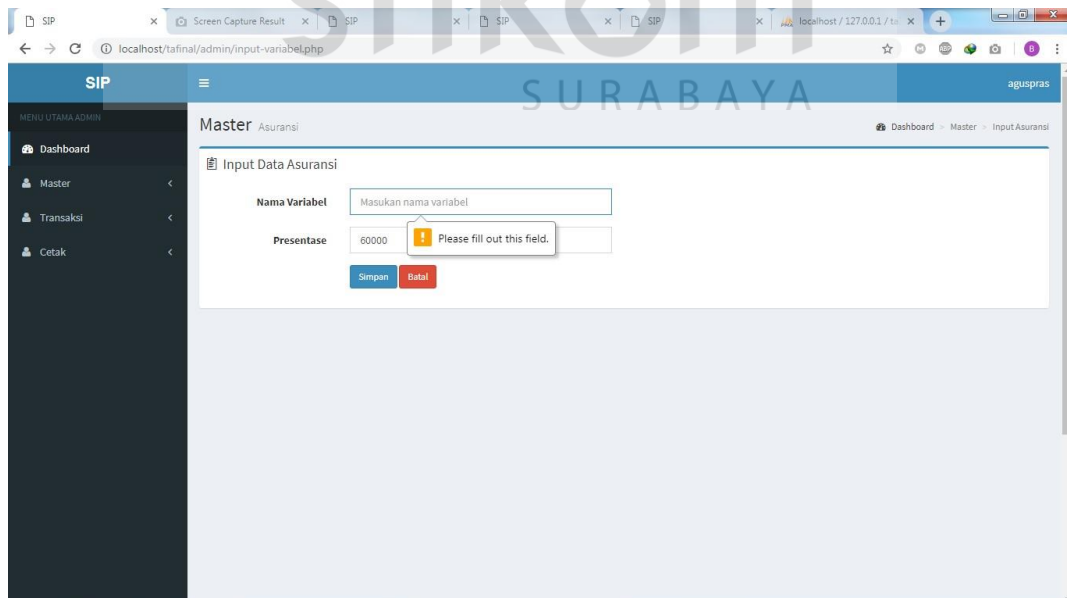 SIP
Screen Capture Result
SIP
SIP
SIP
localhost / 127.0.0.1 / ta
localhost/tafinal/admin/input-variabel.php
ABP
B
SURABAYA
SIP
aguspras
MENU UTAMA ADMIN
Dashboard
Master
Transaksi
Cetak
Master Asuransi
Dashboard > Master > Input Asuransi
Input Data Asuransi
Nama Variabel
Masukan nama variabel
Please fill out this field.
Presentase
60000
Simpan
Batal